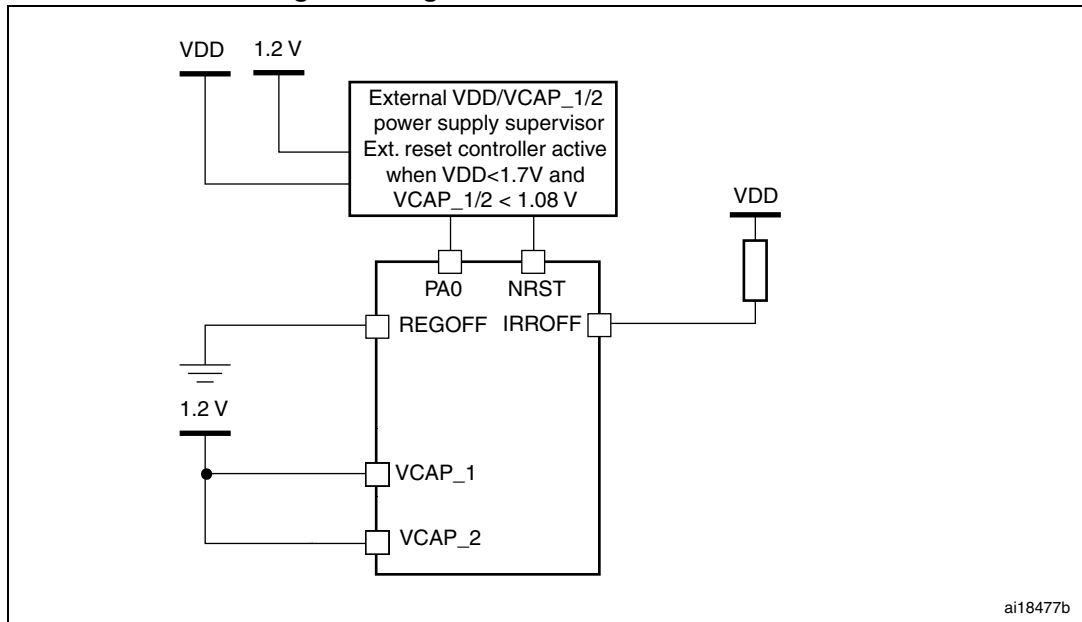 VDD
1.2 V
External VDD/VCAP_1/2
power supply supervisor
Ext. reset controller active
when VDD<1.7V and
VCAP_1/2 < 1.08 V
VDD
PA0
NRST
REGOFF
IRROFF
1.2 V
VCAP_1
VCAP_2
ai18477b